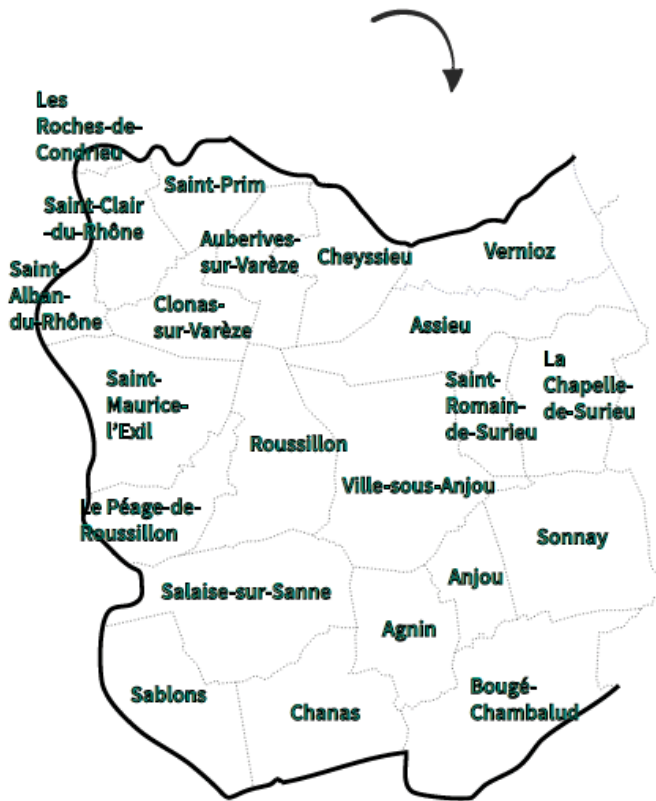 Les
Roches-de-
Condrieu
Saint-Prim
Saint-Clair
-du-Rhône
Auberives-
sur-Varèze
Cheyssieu
Vernioz
Saint-
Alban-
du-Rhône
Clonas-
sur-Varèze
Assieu
Saint-
Maurice-
l'Exil
Saint-
Romain-
de-Surieu
La
Chapelle-
de-Surieu
Roussillon
Ville-sous-Anjou
Le Péage-de-
Roussillon
Sonnay
Anjou
Salaise-sur-Sanne
Agnin
Sablons
Chanas
Bougé-
Chambalud